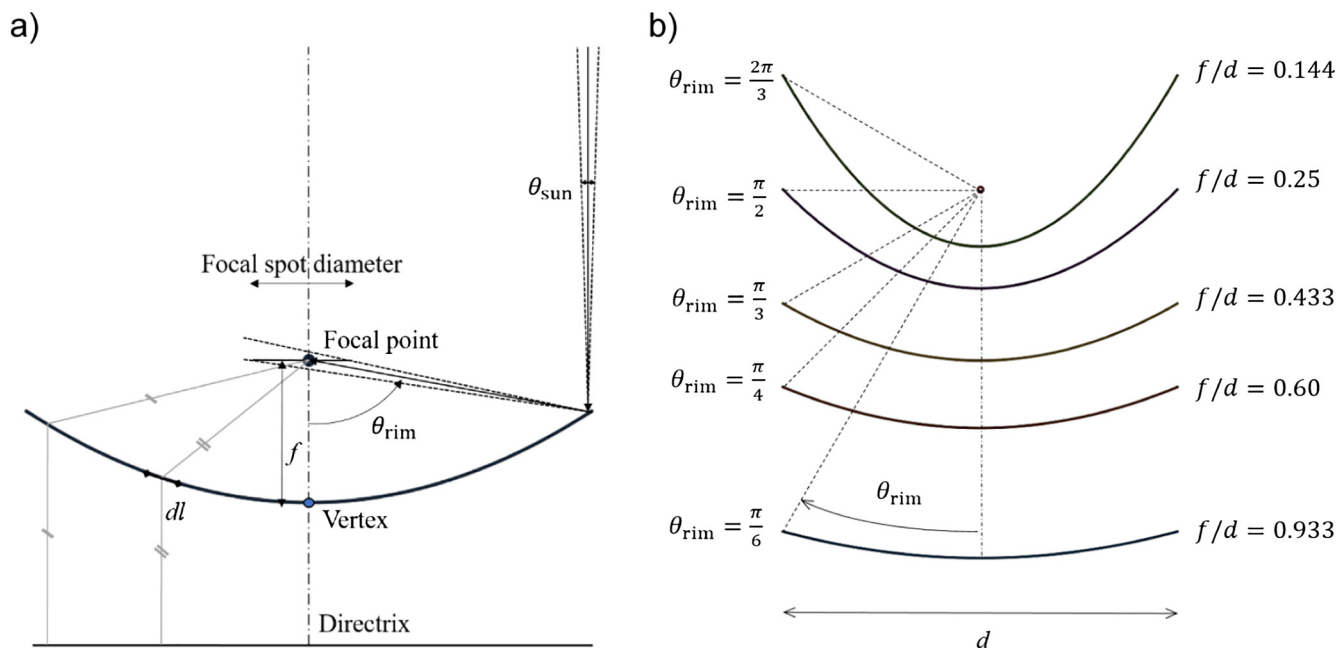 a)
θsun
Focal spot diameter
Focal point
θrim
f
dl
Vertex
Directrix
b)
θrim = 2π/3
f/d = 0.144
θrim = π/2
f/d = 0.25
θrim = π/3
f/d = 0.433
θrim = π/4
f/d = 0.60
θrim
θrim = π/6
f/d = 0.933
d